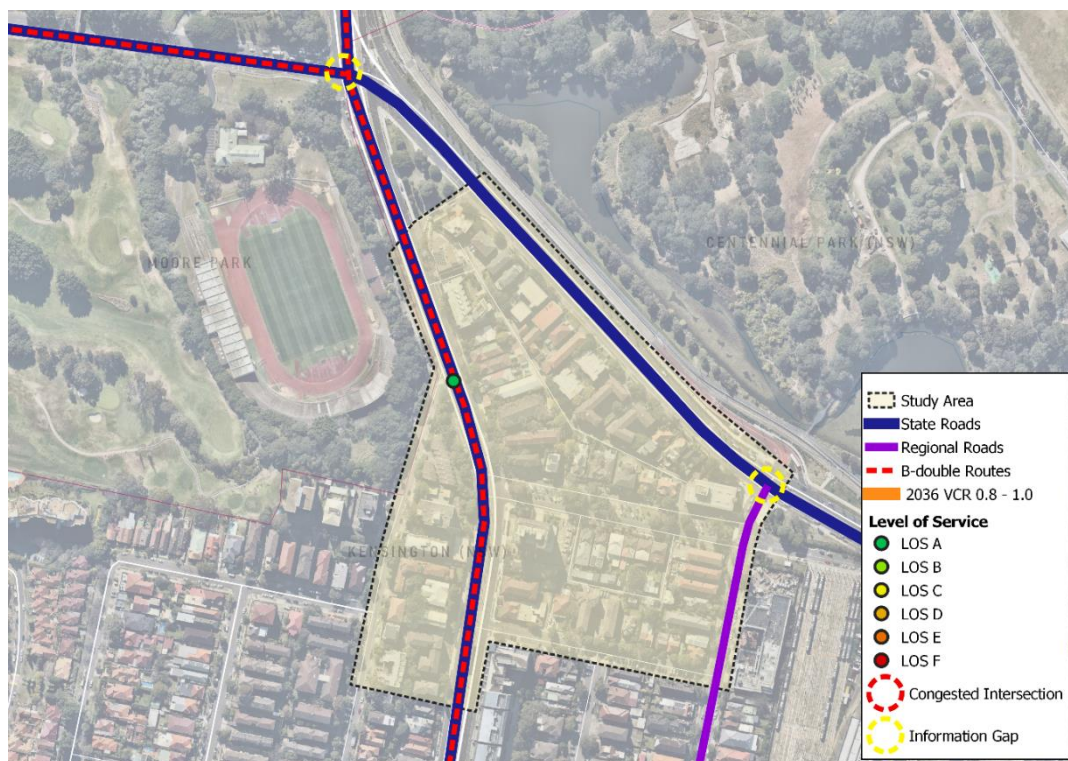 MOORE PARK
CENTENNIAL PARK (NSW)
KENSINGTON (NSW)
Study Area
State Roads
Regional Roads
B-double Routes
2036 VCR 0.8 - 1.0
Level of Service
LOS A
LOS B
LOS C
LOS D
LOS E
LOS F
Congested Intersection
Information Gap